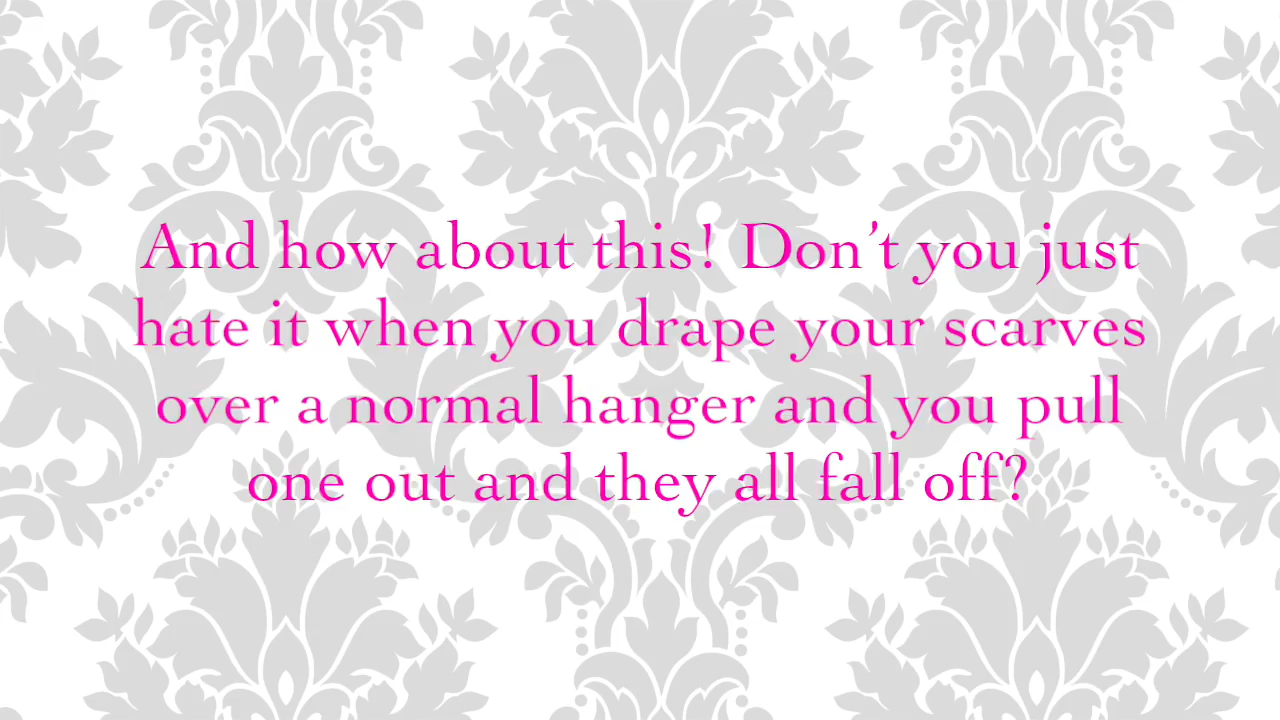 And how about this! Don't you just
hate it when you drape your scarves
over a normal hanger and you pull
one out and they all fall off?